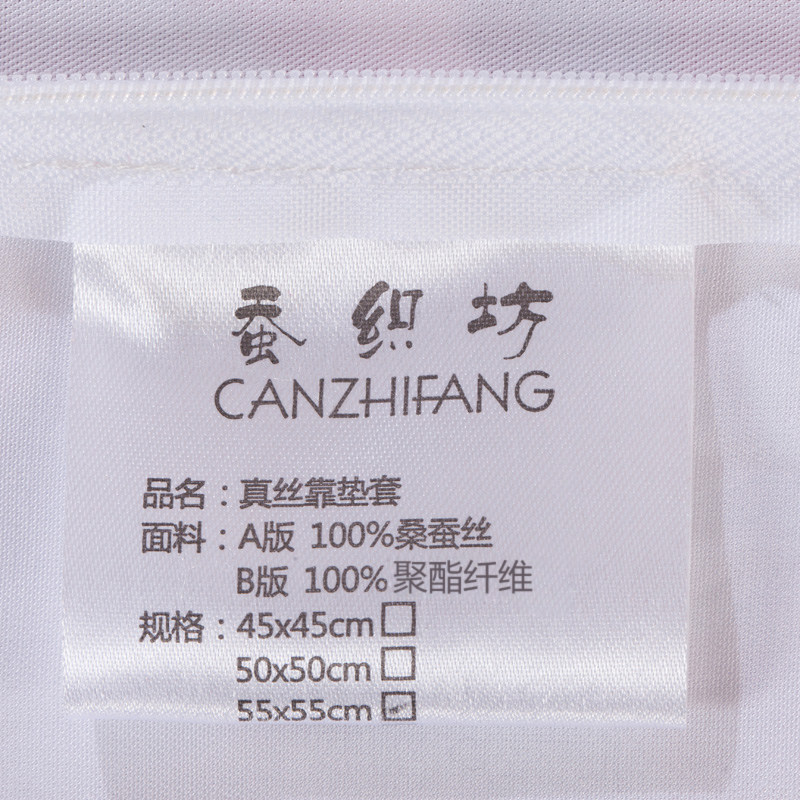 蚕织坊
CANZHIFANG
品名：真丝靠垫套
面料：A版 100%桑蚕丝
B版 100%聚酯纤维
规格：45x45cm□
50x50cm□
55x55cm☑